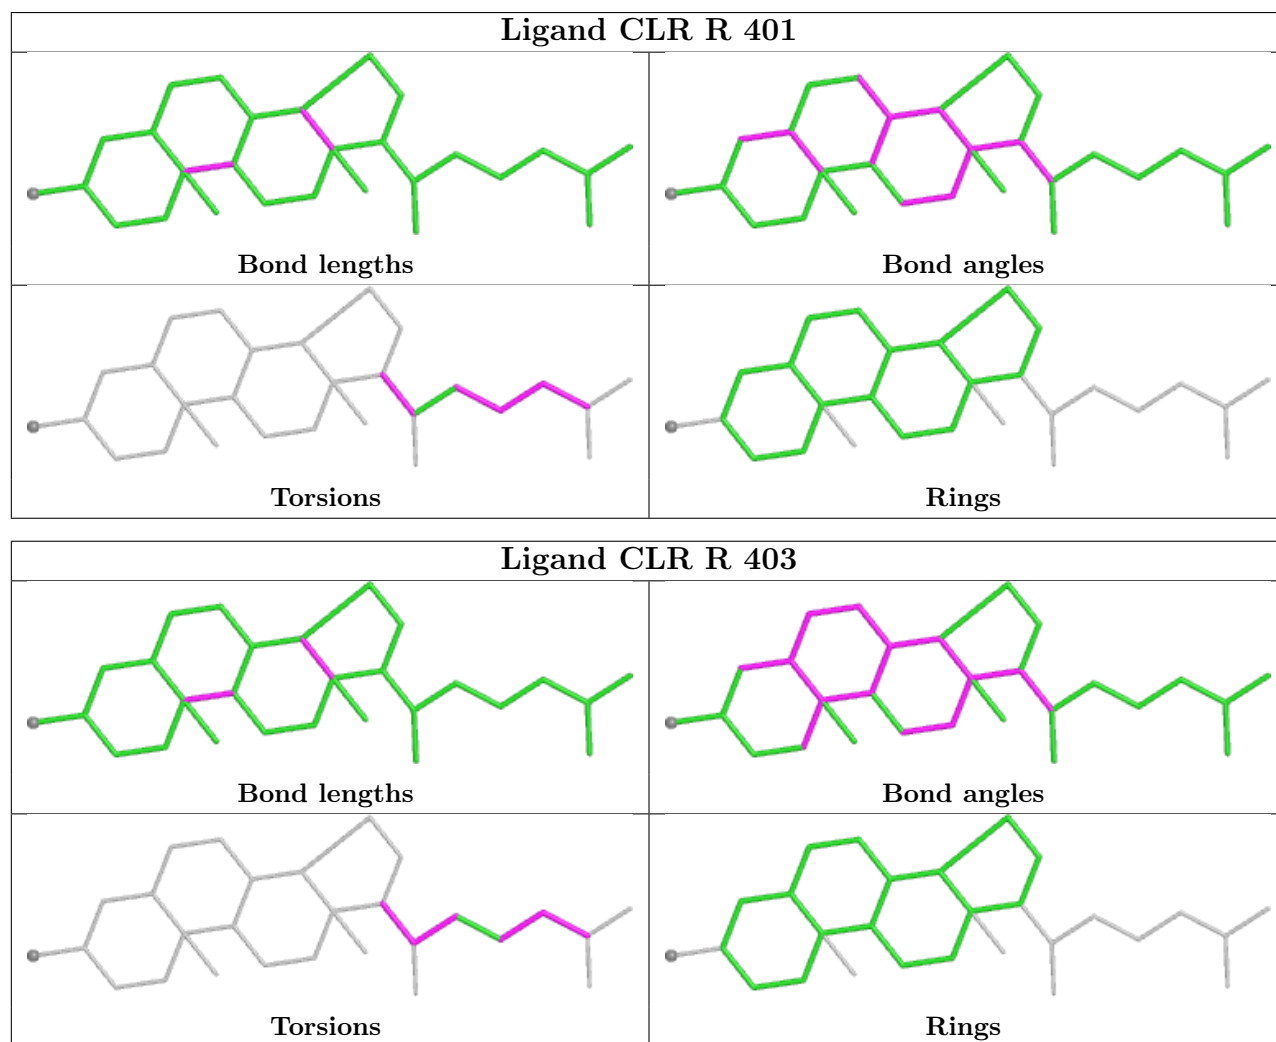 Ligand CLR R 401
Bond lengths
Bond angles
Torsions
Rings
Ligand CLR R 403
Bond lengths
Bond angles
Torsions
Rings